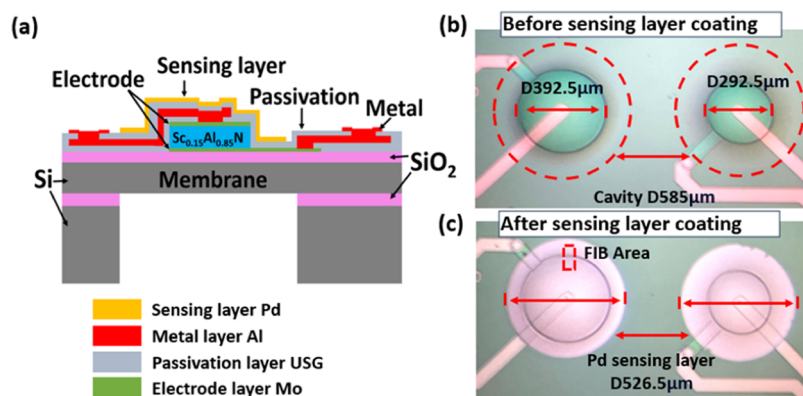 (a)
Sensing layer
Electrode
Passivation
Metal
Sc0.15Al0.85N
Si
Membrane
SiO2
Sensing layer Pd
Metal layer Al
Passivation layer USG
Electrode layer Mo
(b)
Before sensing layer coating
D392.5μm
D292.5μm
Cavity D585μm
(c)
After sensing layer coating
FIB Area
Pd sensing layer
D526.5μm